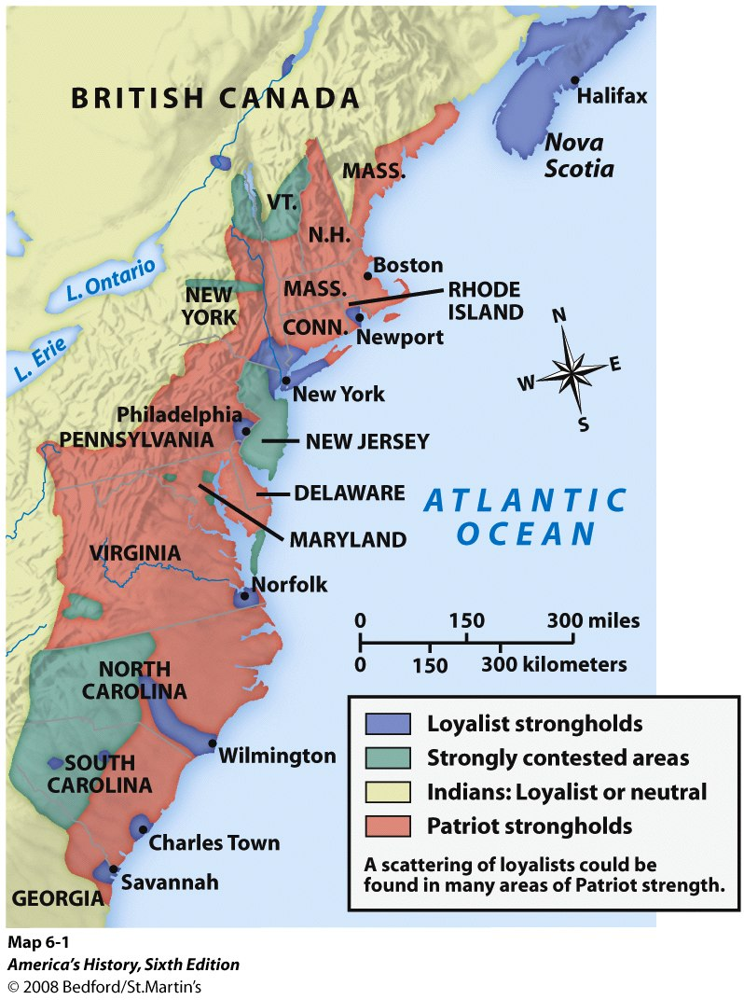 BRITISH CANADA
Halifax
Nova
Scotia
MASS.
VT.
N.H.
Boston
L. Ontario
MASS.
RHODE
ISLAND
NEW
YORK
CONN.
Newport
L. Erie
N
W
E
S
New York
Philadelphia
PENNSYLVANIA
NEW JERSEY
DELAWARE
ATLANTIC
OCEAN
MARYLAND
VIRGINIA
Norfolk
0 150 300 miles
0 150 300 kilometers
NORTH
CAROLINA
Wilmington
SOUTH
CAROLINA
Charles Town
Savannah
GEORGIA
Loyalist strongholds
Strongly contested areas
Indians: Loyalist or neutral
Patriot strongholds
A scattering of loyalists could be
found in many areas of Patriot strength.
Map 6-1
America's History, Sixth Edition
© 2008 Bedford/St.Martin's